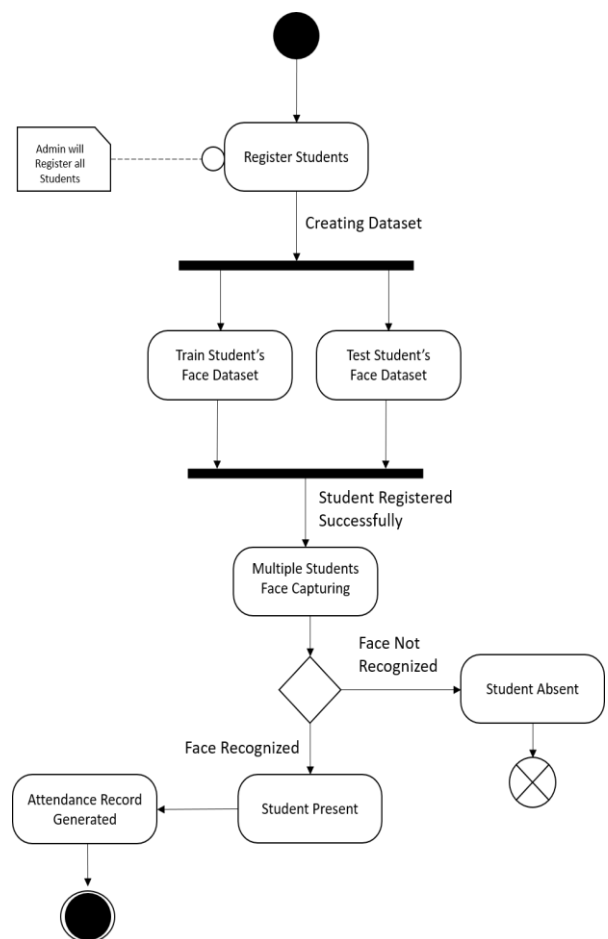 Admin will
Register all
Students
Register Students
Creating Dataset
Train Student's
Face Dataset
Test Student's
Face Dataset
Student Registered
Successfully
Multiple Students
Face Capturing
Face Not
Recognized
Student Absent
Face Recognized
Student Present
Attendance Record
Generated